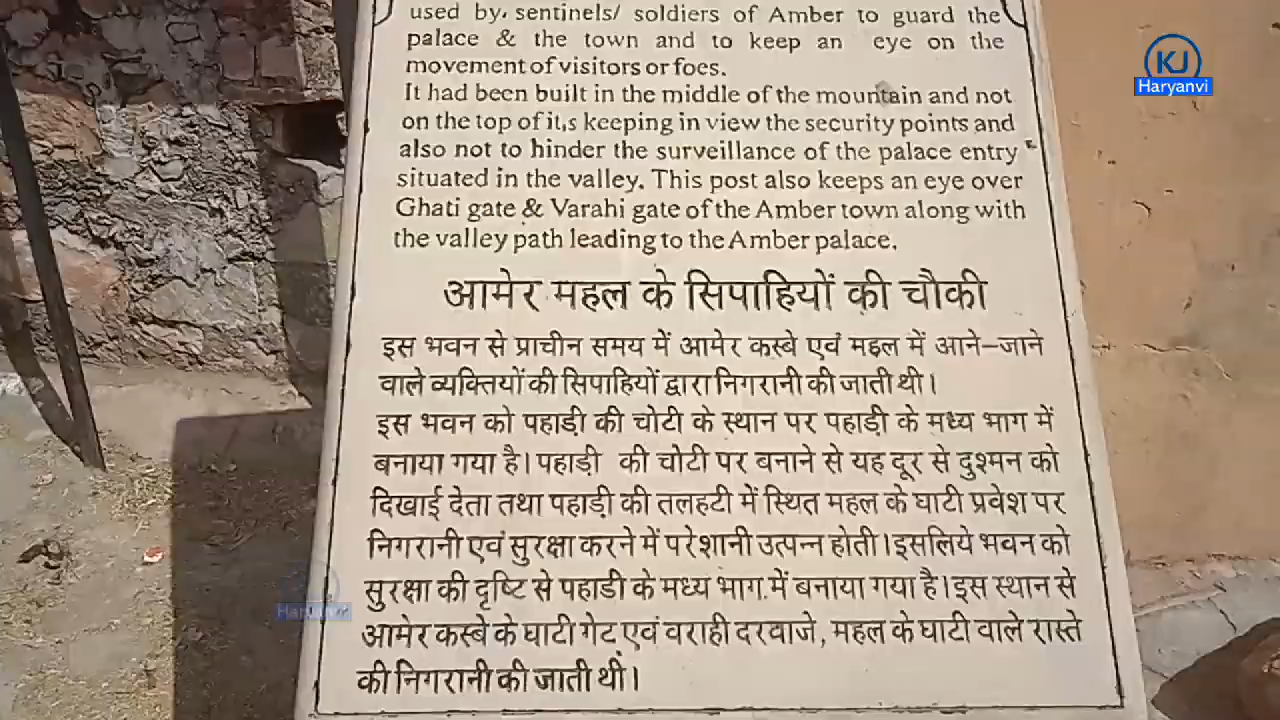 used by, sentinels/ soldiers of Amber to guard the
palace & the town and to keep an eye on the
movement of visitors or foes.
It had been built in the middle of the mountain and not
on the top of it,s keeping in view the security points and
also not to hinder the surveillance of the palace entry
situated in the valley. This post also keeps an eye over
Ghati gate & Varahi gate of the Amber town along with
the valley path leading to the Amber palace.
आमेर महल के सिपाहियों की चौकी
इस भवन से प्राचीन समय में आमेर कस्बे एवं महल में आने-जाने
वाले व्यक्तियों की सिपाहियों द्वारा निगरानी की जाती थी।
इस भवन को पहाड़ी की चोटी के स्थान पर पहाड़ी के मध्य भाग में
बनाया गया है। पहाड़ी की चोटी पर बनाने से यह दूर से दुश्मन को
दिखाई देता तथा पहाड़ी की तलहटी में स्थित महल के घाटी प्रवेश पर
निगरानी एवं सुरक्षा करने में परेशानी उत्पन्न होती। इसलिये भवन को
सुरक्षा की दृष्टि से पहाडी के मध्य भाग में बनाया गया है। इस स्थान से
आमेर कस्बे के घाटी गेट एवं वराही दरवाजे, महल के घाटी वाले रास्ते
की निगरानी की जाती थी।
KJ
Haryanvi
Haryanvi